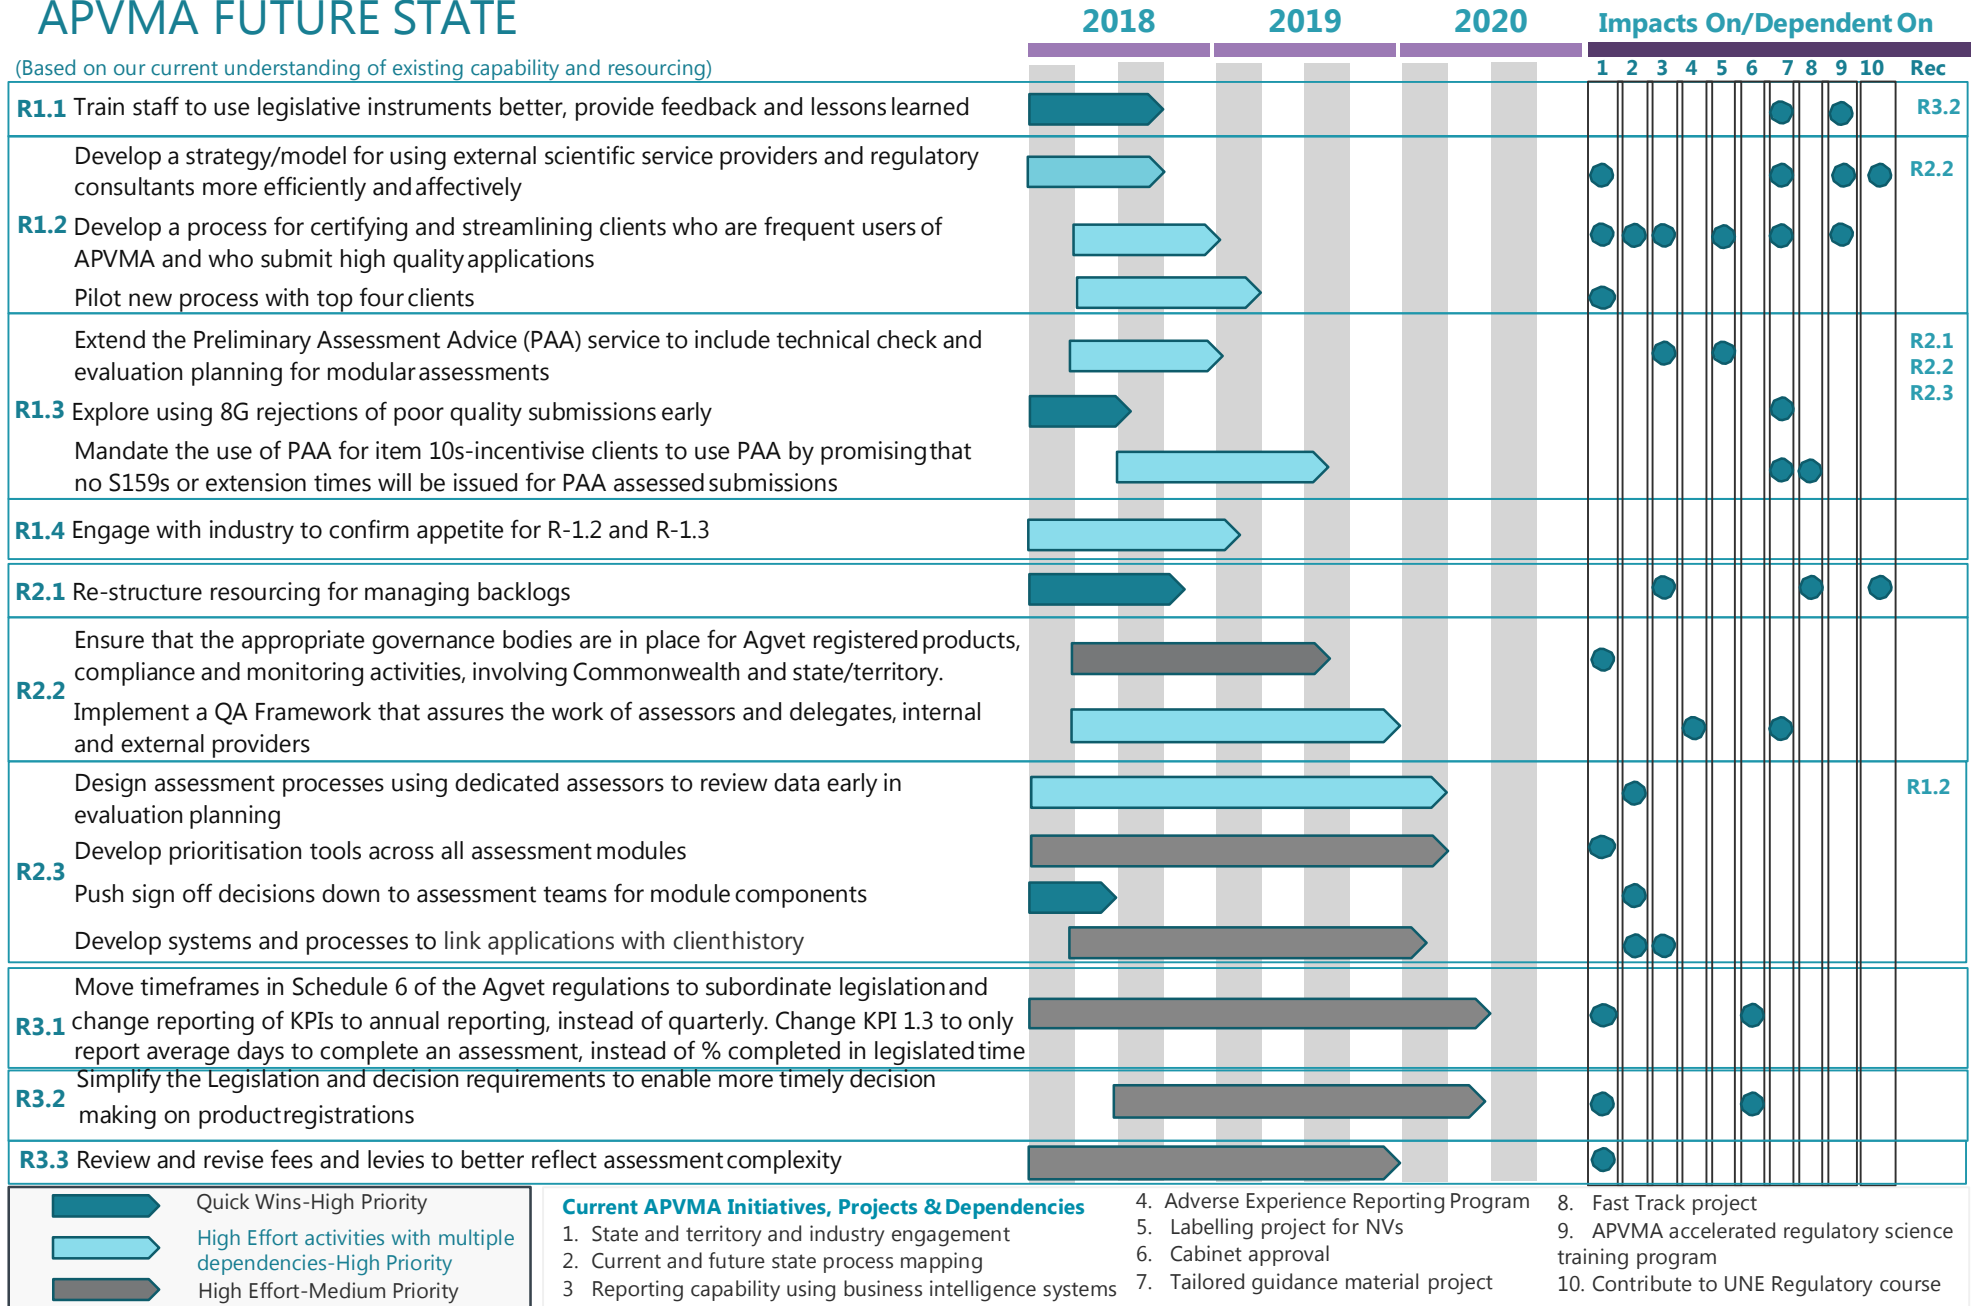 APVMA FUTURE STATE
2018 2019 2020 Impacts On/Dependent On
(Based on our current understanding of existing capability and resourcing)
1 2 3 4 5 6 7 8 9 10 Rec
R1.1 Train staff to use legislative instruments better, provide feedback and lessons learned
R3.2
Develop a strategy/model for using external scientific service providers and regulatory
consultants more efficiently and affectively
R2.2
R1.2 Develop a process for certifying and streamlining clients who are frequent users of
APVMA and who submit high quality applications
Pilot new process with top four clients
Extend the Preliminary Assessment Advice (PAA) service to include technical check and
evaluation planning for modular assessments
R2.1
R2.2
R2.3
R1.3 Explore using 8G rejections of poor quality submissions early
Mandate the use of PAA for item 10s-incentivise clients to use PAA by promising that
no S159s or extension times will be issued for PAA assessed submissions
R1.4 Engage with industry to confirm appetite for R-1.2 and R-1.3
R2.1 Re-structure resourcing for managing backlogs
R2.2
Ensure that the appropriate governance bodies are in place for Agvet registered products,
compliance and monitoring activities, involving Commonwealth and state/territory.
Implement a QA Framework that assures the work of assessors and delegates, internal
and external providers
R2.3
Design assessment processes using dedicated assessors to review data early in
evaluation planning
R1.2
Develop prioritisation tools across all assessment modules
Push sign off decisions down to assessment teams for module components
Develop systems and processes to link applications with client history
Move timeframes in Schedule 6 of the Agvet regulations to subordinate legislation and
R3.1 change reporting of KPIs to annual reporting, instead of quarterly. Change KPI 1.3 to only
report average days to complete an assessment, instead of % completed in legislated time
R3.2
Simplify the Legislation and decision requirements to enable more timely decision
making on product registrations
R3.3 Review and revise fees and levies to better reflect assessment complexity
Quick Wins-High Priority
High Effort activities with multiple
dependencies-High Priority
High Effort-Medium Priority
Current APVMA Initiatives, Projects & Dependencies
1. State and territory and industry engagement
2. Current and future state process mapping
3 Reporting capability using business intelligence systems
4. Adverse Experience Reporting Program
5. Labelling project for NVs
6. Cabinet approval
7. Tailored guidance material project
8. Fast Track project
9. APVMA accelerated regulatory science
training program
10. Contribute to UNE Regulatory course